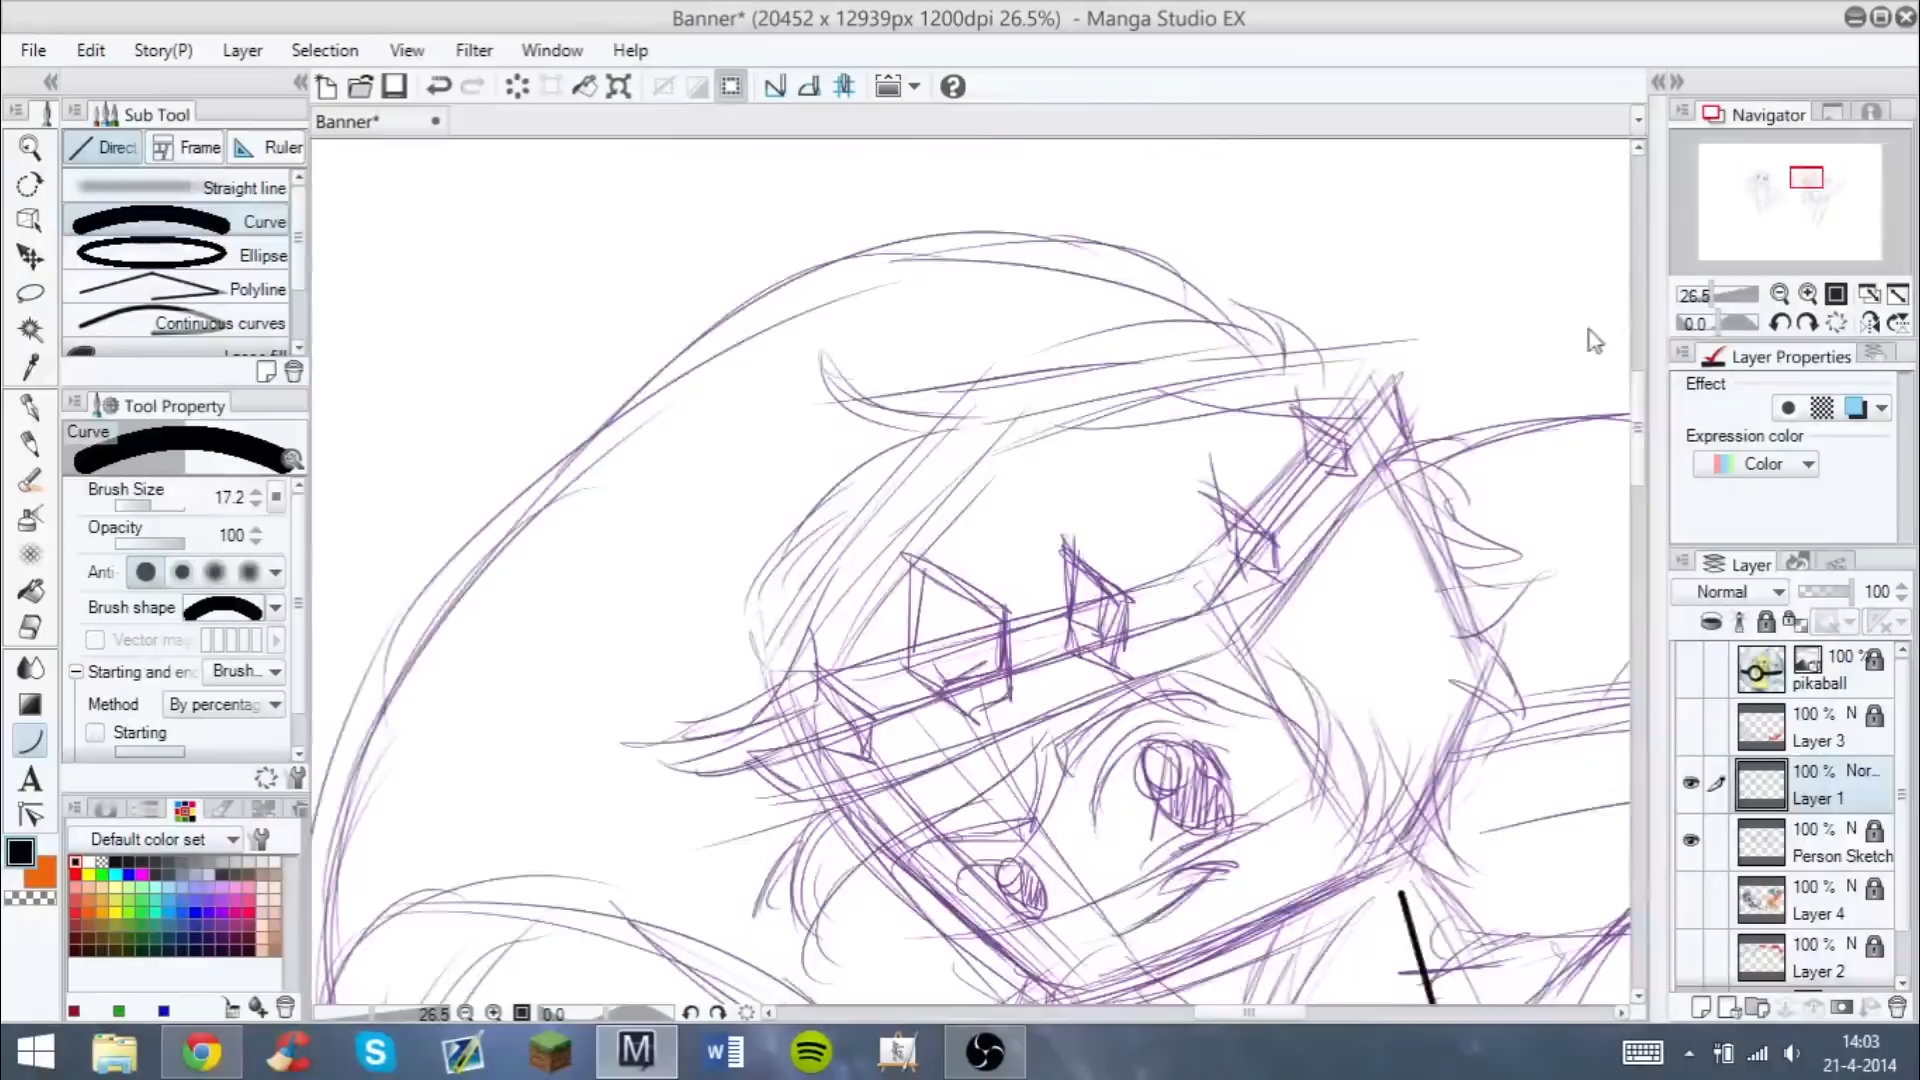 Banner* (20452 x 12939px 1200dpi 26.5%) - Manga Studio EX
File Edit Story(P) Layer Selection View Filter Window Help
Sub Tool
Banner*
Navigator
Direc Frame Ruler
Straight line
Curve
Ellipse
Polyline
Continuous curves
26.5
0.0
Layer Properties
Effect
Tool Property
Curve
Expression color
Color
Brush Size 17.2
Opacity 100
Anti-
Brush shape
Vector mag
Starting and end Brush...
Method By percentag
Starting
Layer
Normal 100
100 %
pikaball
100 % N
Layer 3
100 % Nor...
Layer 1
100 % N
Person Sketch
100 % N
Layer 4
100 % N
Layer 2
Default color set
26.5 0.0
14:03
21-4-2014